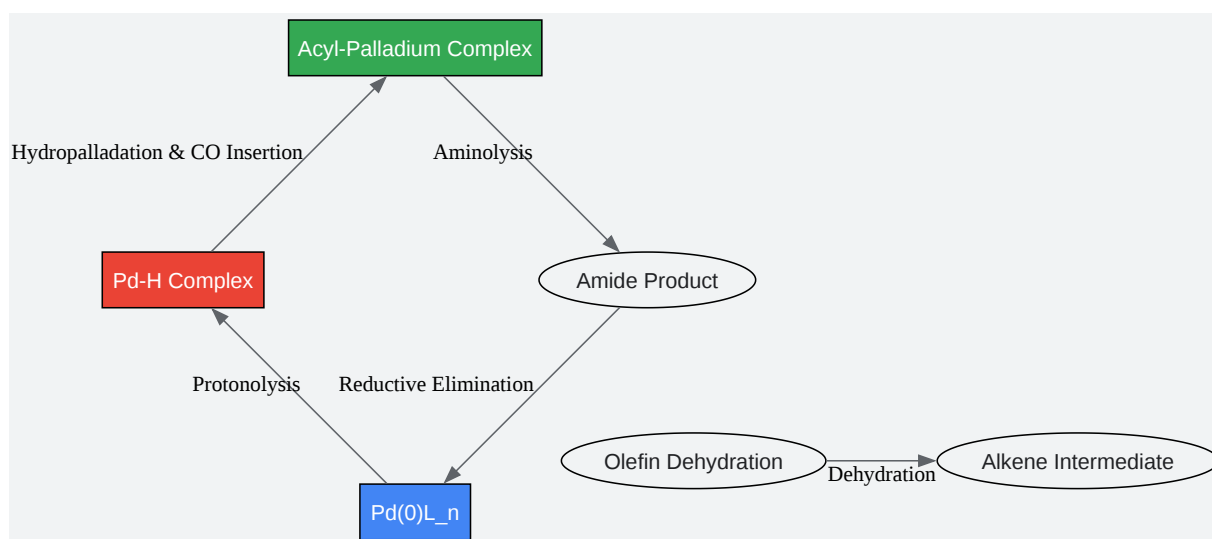 Acyl-Palladium Complex
Hydropalladation & CO Insertion
Aminolysis
Pd-H Complex
Amide Product
Protonolysis
Reductive Elimination
Olefin Dehydration
Dehydration
Alkene Intermediate
Pd(0)L_n